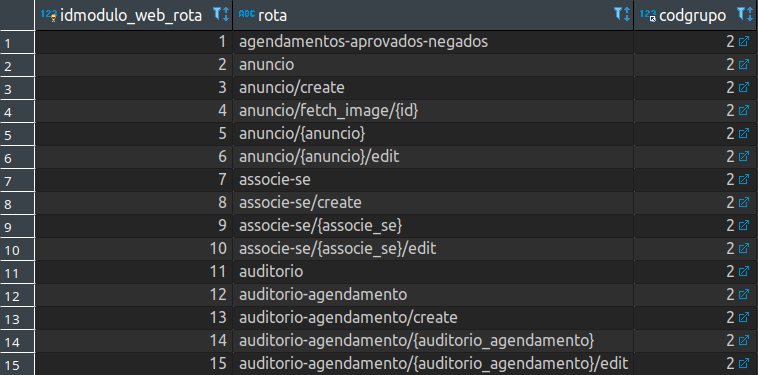 123 idmodulo_web_rota ABC rota 123 codgrupo
1 1 agendamentos-aprovados-negados 2
2 2 anuncio 2
3 3 anuncio/create 2
4 4 anuncio/fetch_image/{id} 2
5 5 anuncio/{anuncio} 2
6 6 anuncio/{anuncio}/edit 2
7 7 associe-se 2
8 8 associe-se/create 2
9 9 associe-se/{associe_se} 2
10 10 associe-se/{associe_se}/edit 2
11 11 auditorio 2
12 12 auditorio-agendamento 2
13 13 auditorio-agendamento/create 2
14 14 auditorio-agendamento/{auditorio_agendamento} 2
15 15 auditorio-agendamento/{auditorio_agendamento}/edit 2